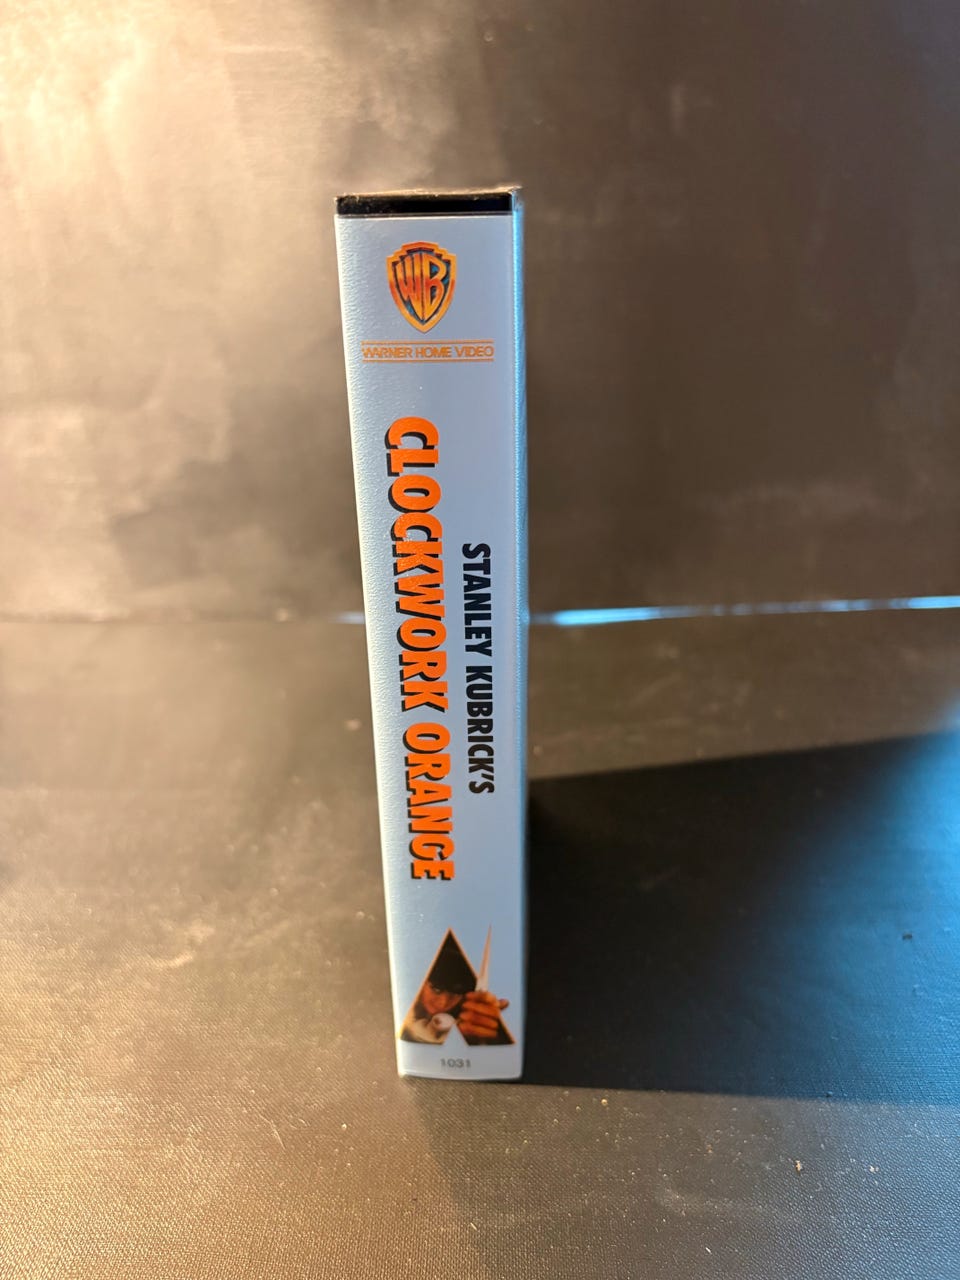 WB
WARNER HOME VIDEO
STANLEY KUBRICK'S
CLOCKWORK ORANGE
1031